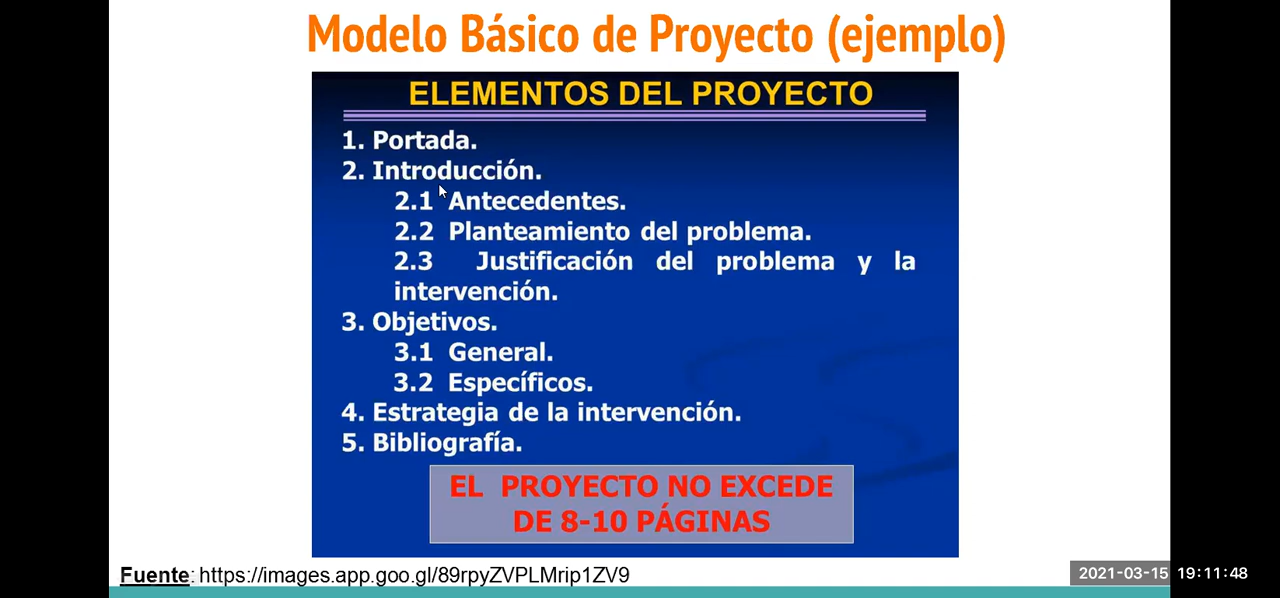 Modelo Básico de Proyecto (ejemplo)
ELEMENTOS DEL PROYECTO
1. Portada.
2. Introducción.
2.1 Antecedentes.
2.2 Planteamiento del problema.
2.3 Justificación del problema y la
intervención.
3. Objetivos.
3.1 General.
3.2 Específicos.
4. Estrategia de la intervención.
5. Bibliografía.
EL PROYECTO NO EXCEDE
DE 8-10 PÁGINAS
Fuente: https://images.app.goo.gl/89rpyZVPLMrip1ZV9
2021-03-15 19:11:48